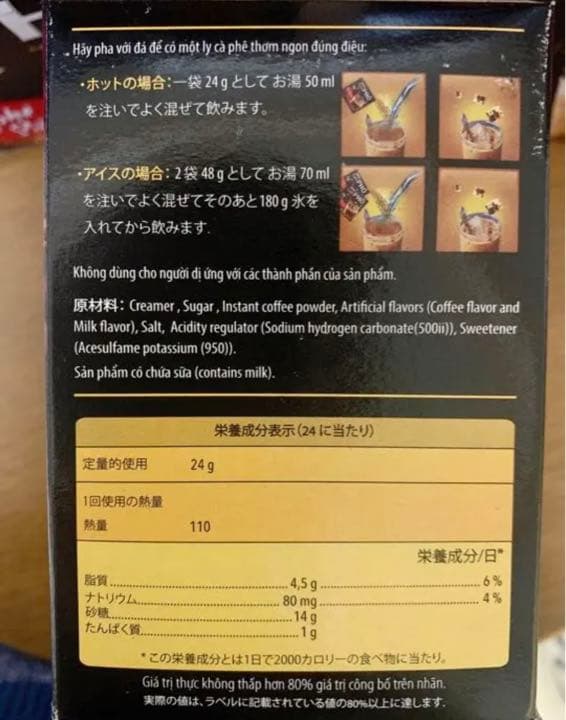 Hãy pha với đá để có một ly cà phê thơm ngon đúng điệu:
・ホットの場合：一袋 24 g として お湯 50 ml
を注いでよく混ぜて飲みます。
・アイスの場合：2 袋 48 g として お湯 70 ml
を注いでよく混ぜてそのあと180 g 氷を
入れてから飲みます.
Không dùng cho người dị ứng với các thành phần của sản phẩm.
原材料：Creamer , Sugar , Instant coffee powder, Artificial flavors (Coffee flavor and
Milk flavor), Salt, Acidity regulator (Sodium hydrogen carbonate(500ii)), Sweetener
(Acesulfame potassium (950)).
Sản phẩm có chứa sữa (contains milk).
栄養成分表示（24 に当たり）
定量的使用 24 g
1回使用の熱量
熱量 110
栄養成分/日*
脂質 4,5 g 6 %
ナトリウム 80 mg 4 %
砂糖 14 g
たんぱく質 1 g
* この栄養成分とは1日で2000カロリーの食べ物に当たり。
Giá trị thực không thấp hơn 80% giá trị công bố trên nhãn.
実際の値は、ラベルに記載されている値の80%以上に達します.